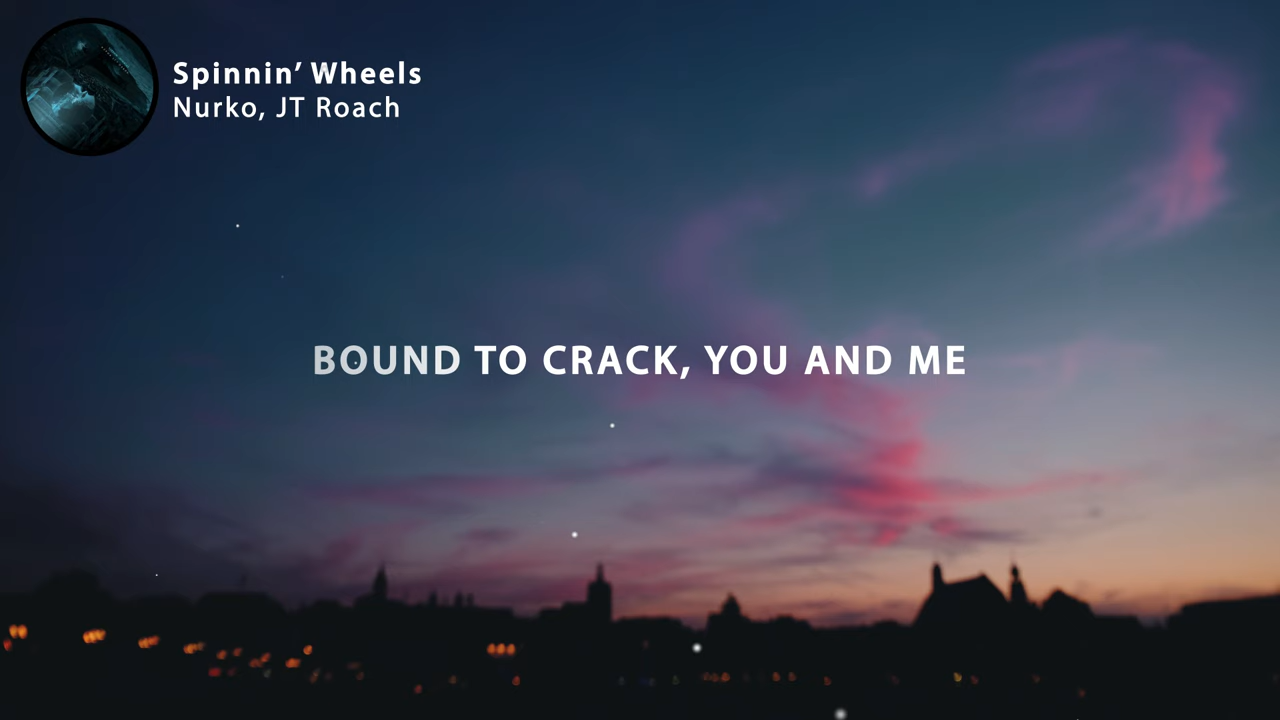 Spinnin’ Wheels
Nurko, JT Roach
BOUND TO CRACK, YOU AND ME